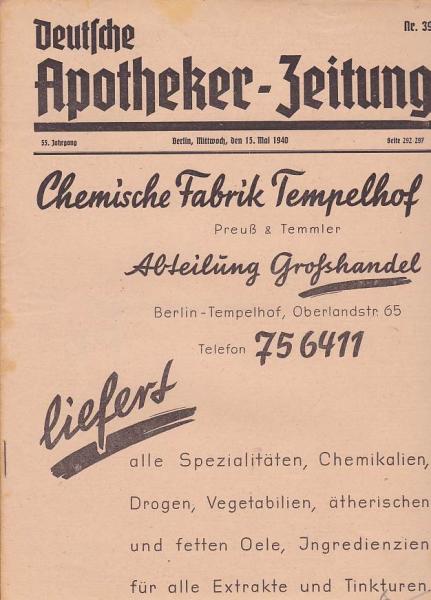 Deutsche
Nr. 39
Apotheker-Zeitung
55. Jahrgang
Berlin, Mittwoch, den 15. Mai 1940
Seite 292-297
Chemische Fabrik Tempelhof
Preuß & Temmler
Abteilung Großhandel
Berlin-Tempelhof, Oberlandstr. 65
Telefon 75 6411
liefert
alle Spezialitäten, Chemikalien,
Drogen, Vegetabilien, ätherischen
und fetten Oele, Jngredienzien
für alle Extrakte und Tinkturen.